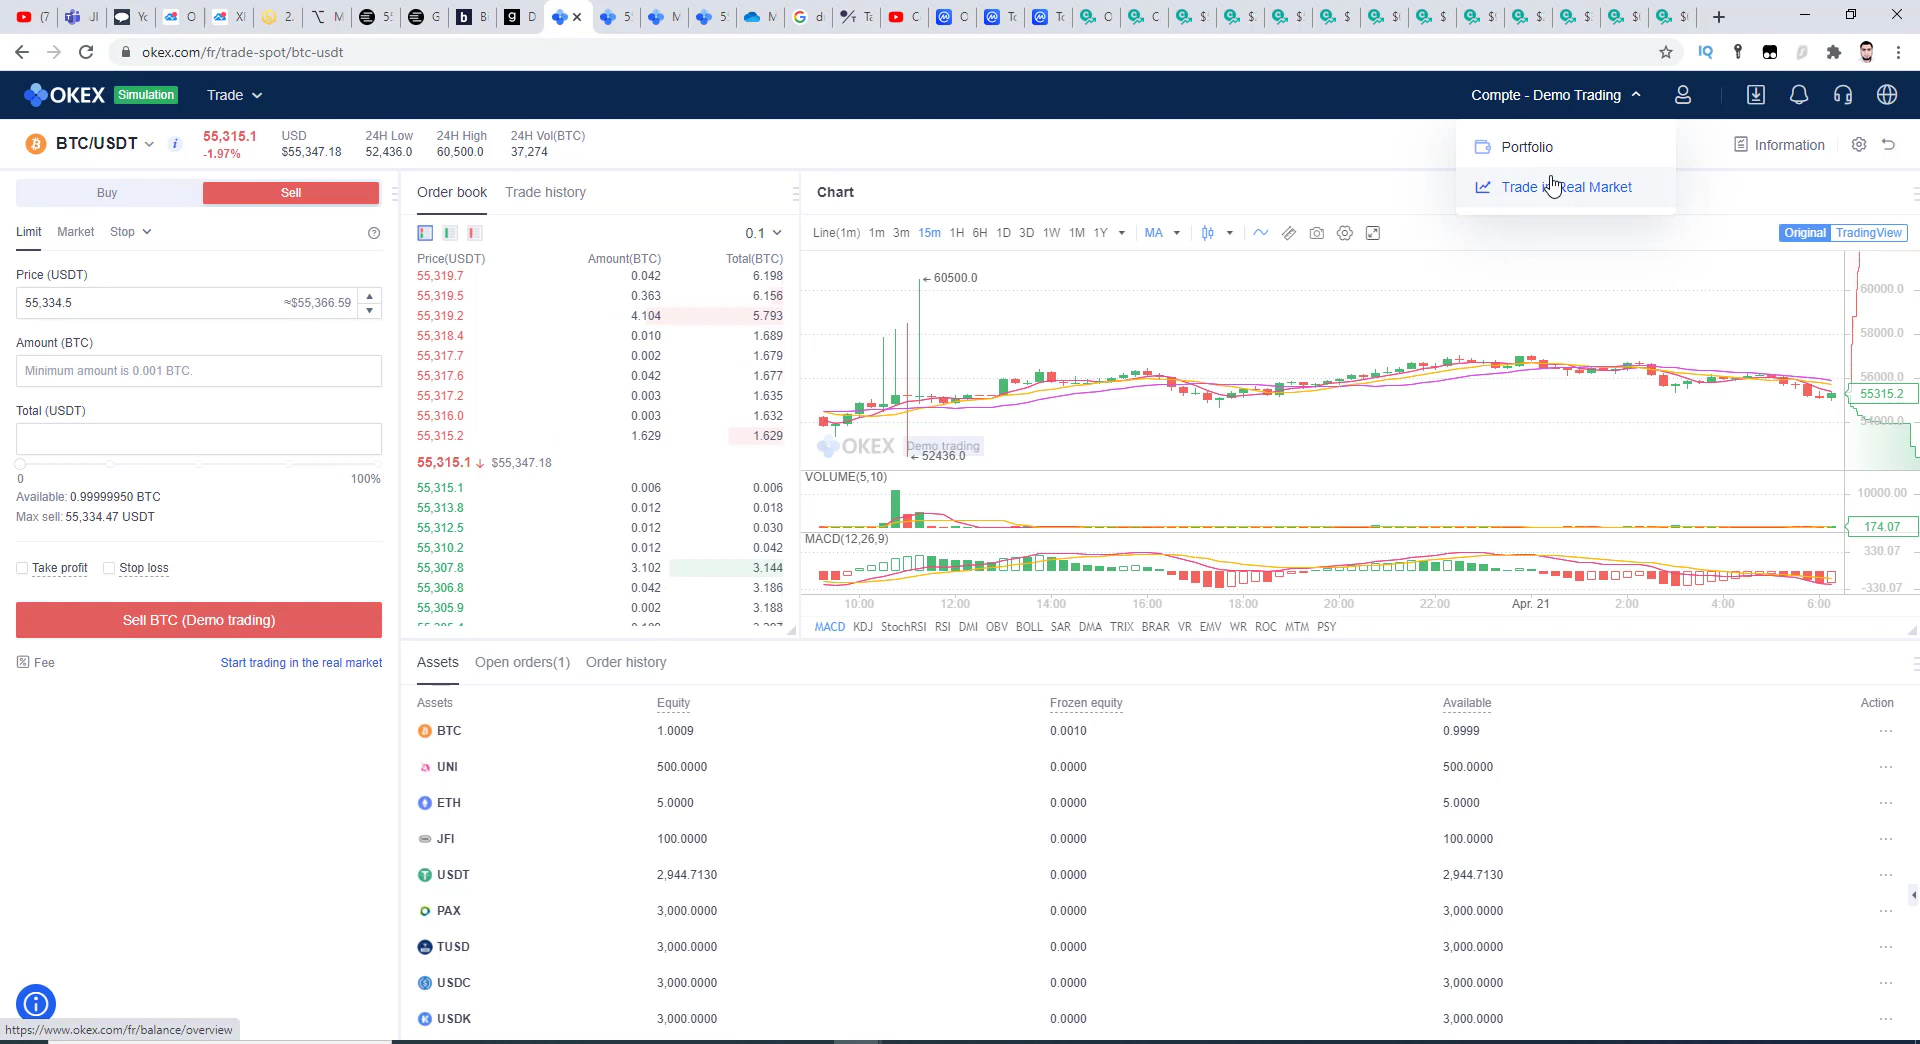 okex.com/fr/trade-spot/btc-usdt
OKEX Simulation Trade
Compte - Demo Trading
BTC/USDT
55,315.1
-1.97%
USD
$55,347.18
24H Low
52,436.0
24H High
60,500.0
24H Vol(BTC)
37,274
Portfolio
Trade in Real Market
Information
Buy
Sell
Limit Market Stop
Price (USDT)
55,334.5 ≈$55,366.59
Amount (BTC)
Minimum amount is 0.001 BTC.
Total (USDT)
0 100%
Available: 0.99999950 BTC
Max sell: 55,334.47 USDT
Take profit Stop loss
Sell BTC (Demo trading)
Fee Start trading in the real market
Order book Trade history
0.1
Price(USDT) Amount(BTC) Total(BTC)
55,319.7 0.042 6.198
55,319.5 0.363 6.156
55,319.2 4.104 5.793
55,318.4 0.010 1.689
55,317.7 0.002 1.679
55,317.6 0.042 1.677
55,317.2 0.003 1.635
55,316.0 0.003 1.632
55,315.2 1.629 1.629
55,315.1 ↓ $55,347.18
55,315.1 0.006 0.006
55,313.8 0.012 0.018
55,312.5 0.012 0.030
55,310.2 0.012 0.042
55,307.8 3.102 3.144
55,306.8 0.042 3.186
55,305.9 0.002 3.188
Chart
Line(1m) 1m 3m 15m 1H 6H 1D 3D 1W 1M 1Y MA
Original TradingView
← 60500.0
60000.0
58000.0
56000.0
55315.2
54000.0
OKEX Demo trading
← 52436.0
VOLUME(5,10)
10000.00
174.07
MACD(12,26,9)
330.07
-330.07
10:00 12:00 14:00 16:00 18:00 20:00 22:00 Apr. 21 2:00 4:00 6:00
MACD KDJ StochRSI RSI DMI OBV BOLL SAR DMA TRIX BRAR VR EMV WR ROC MTM PSY
Assets Open orders(1) Order history
Assets Equity Frozen equity Available Action
BTC 1.0009 0.0010 0.9999 ...
UNI 500.0000 0.0000 500.0000 ...
ETH 5.0000 0.0000 5.0000 ...
JFI 100.0000 0.0000 100.0000 ...
USDT 2,944.7130 0.0000 2,944.7130 ...
PAX 3,000.0000 0.0000 3,000.0000 ...
TUSD 3,000.0000 0.0000 3,000.0000 ...
USDC 3,000.0000 0.0000 3,000.0000 ...
USDK 3,000.0000 0.0000 3,000.0000 ...
https://www.okex.com/fr/balance/overview